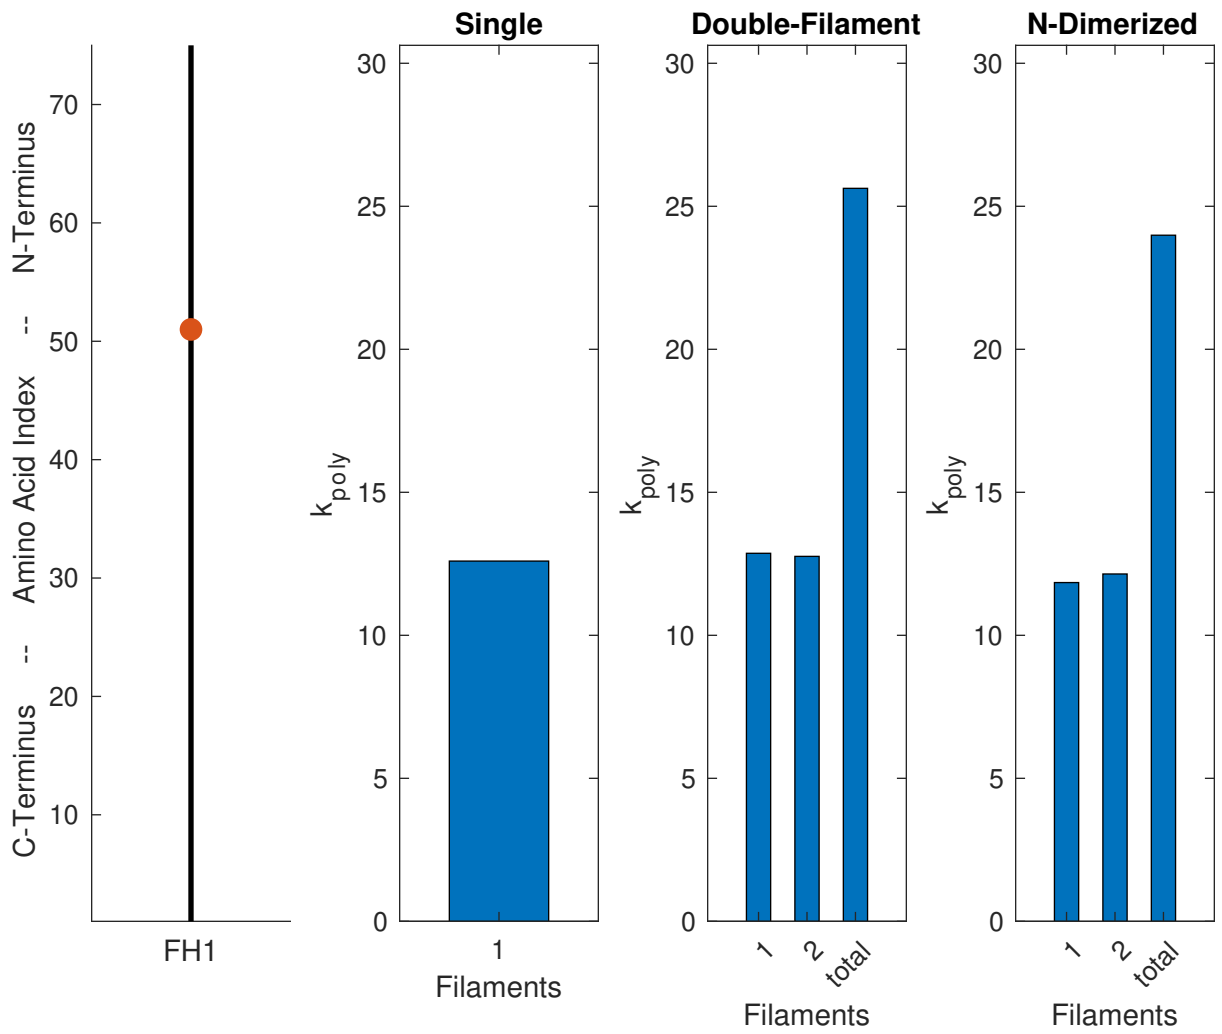 Single
Double-Filament
N-Dimerized
C-Terminus -- Amino Acid Index -- N-Terminus
70
60
50
40
30
20
10
FH1
k_poly
30
25
20
15
10
5
0
1
Filaments
k_poly
30
25
20
15
10
5
0
1
2
total
Filaments
k_poly
30
25
20
15
10
5
0
1
2
total
Filaments